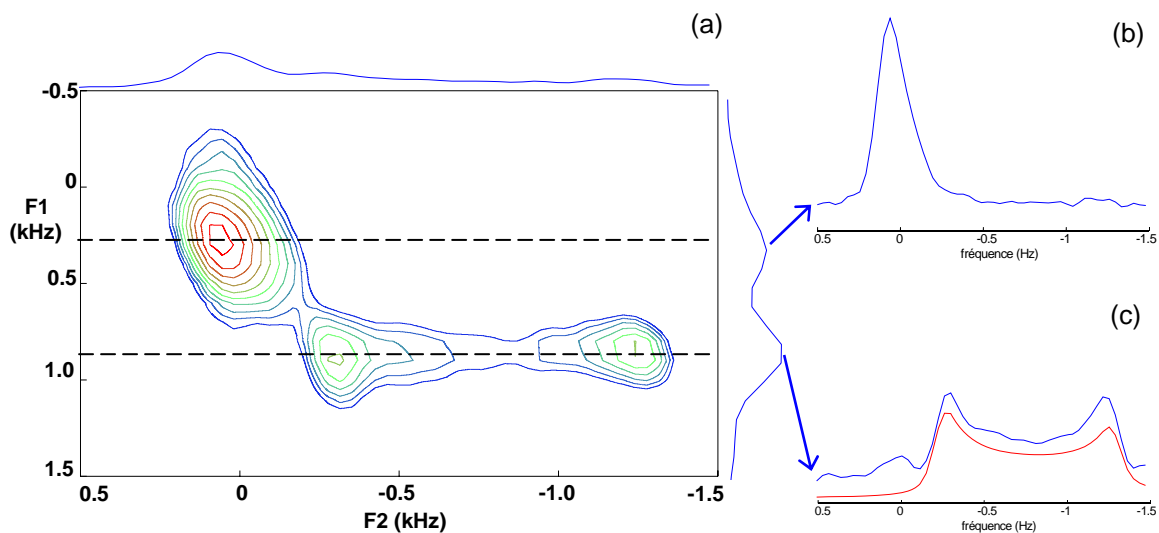 (a)
-0.5
0
F1
(kHz)
0.5
1.0
1.5
0.5 0 -0.5 -1.0 -1.5
F2 (kHz)
(b)
0.5 0 -0.5 -1 -1.5
fréquence (Hz)
(c)
0.5 0 -0.5 -1 -1.5
fréquence (Hz)